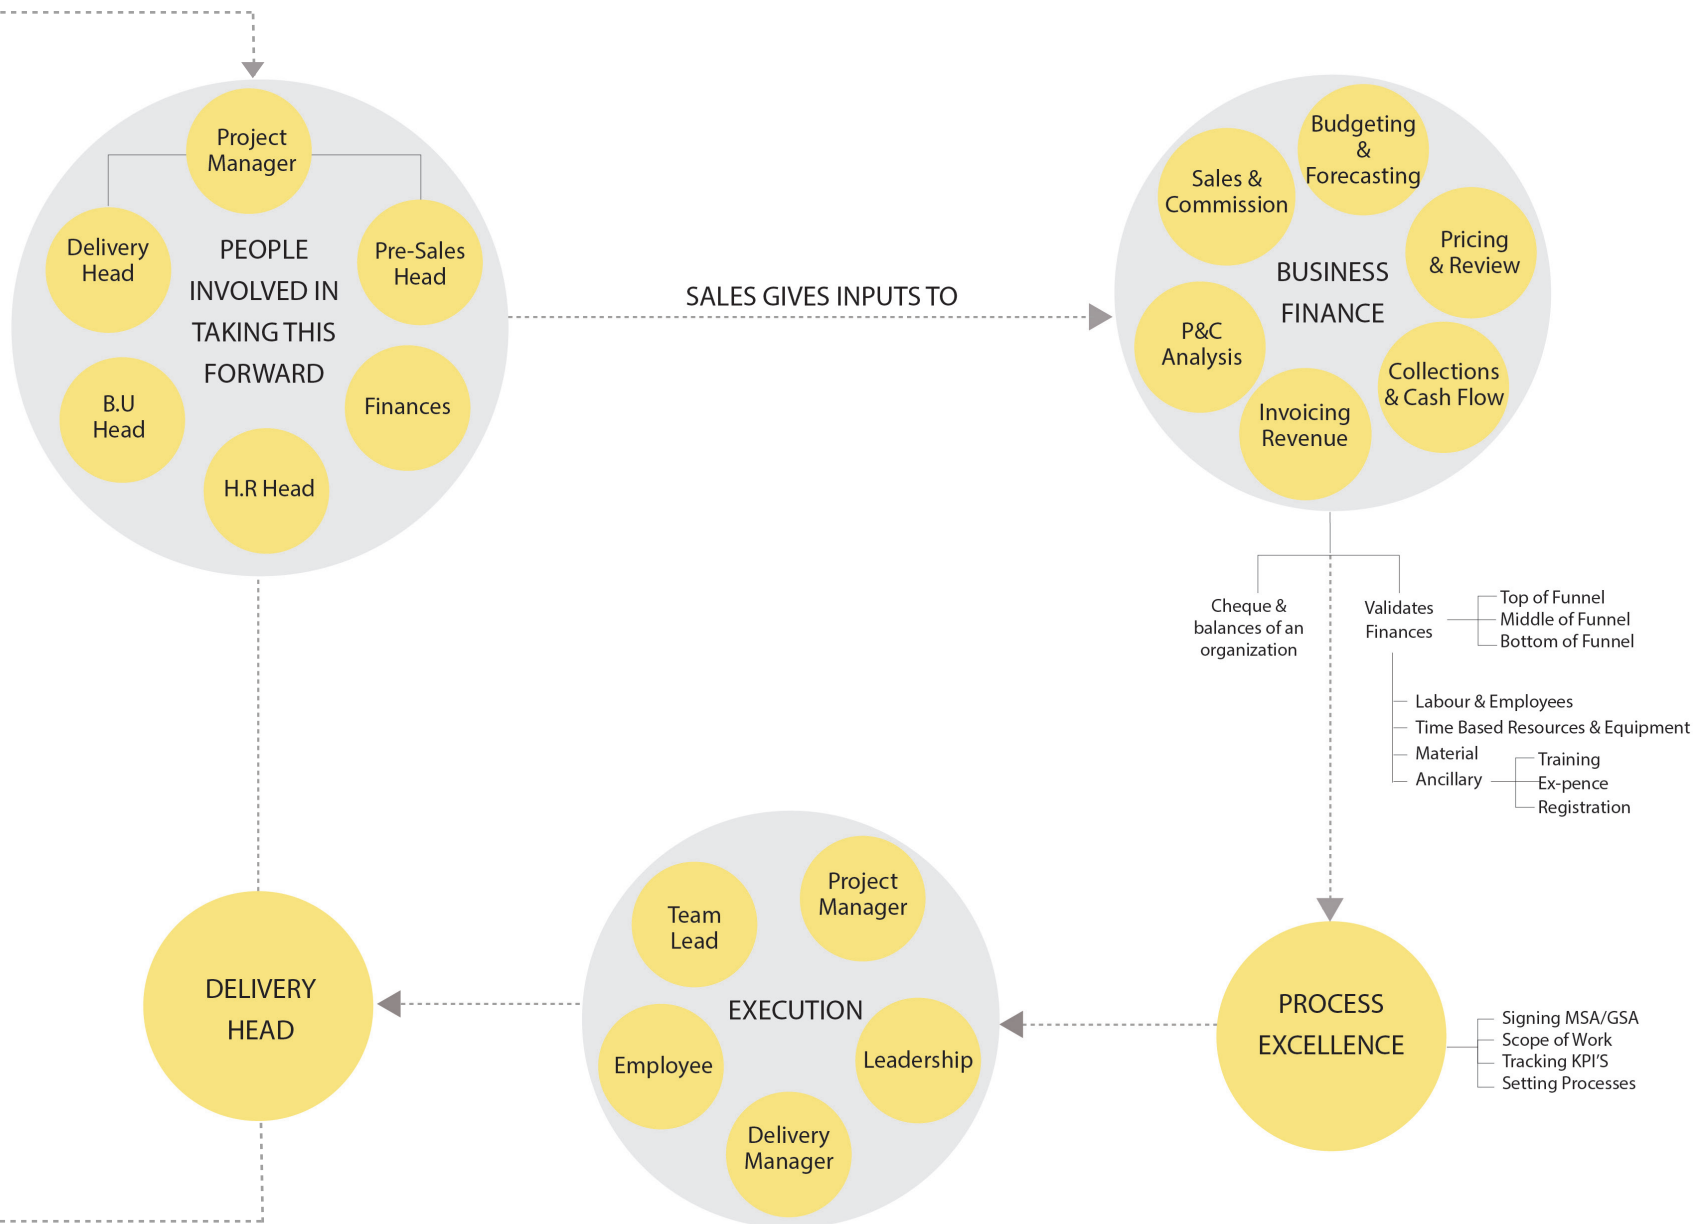 Project
Manager
Delivery
Head
Pre-Sales
Head
PEOPLE
INVOLVED IN
TAKING THIS
FORWARD
B.U
Head
Finances
H.R Head
SALES GIVES INPUTS TO
Budgeting
&
Forecasting
Sales &
Commission
Pricing
& Review
BUSINESS
FINANCE
P&C
Analysis
Collections
& Cash Flow
Invoicing
Revenue
Cheque &
balances of an
organization
Validates
Finances
Top of Funnel
Middle of Funnel
Bottom of Funnel
Labour & Employees
Time Based Resources & Equipment
Material
Ancillary
Training
Ex-pence
Registration
PROCESS
EXCELLENCE
Signing MSA/GSA
Scope of Work
Tracking KPI'S
Setting Processes
Project
Manager
Team
Lead
EXECUTION
Employee
Leadership
Delivery
Manager
DELIVERY
HEAD